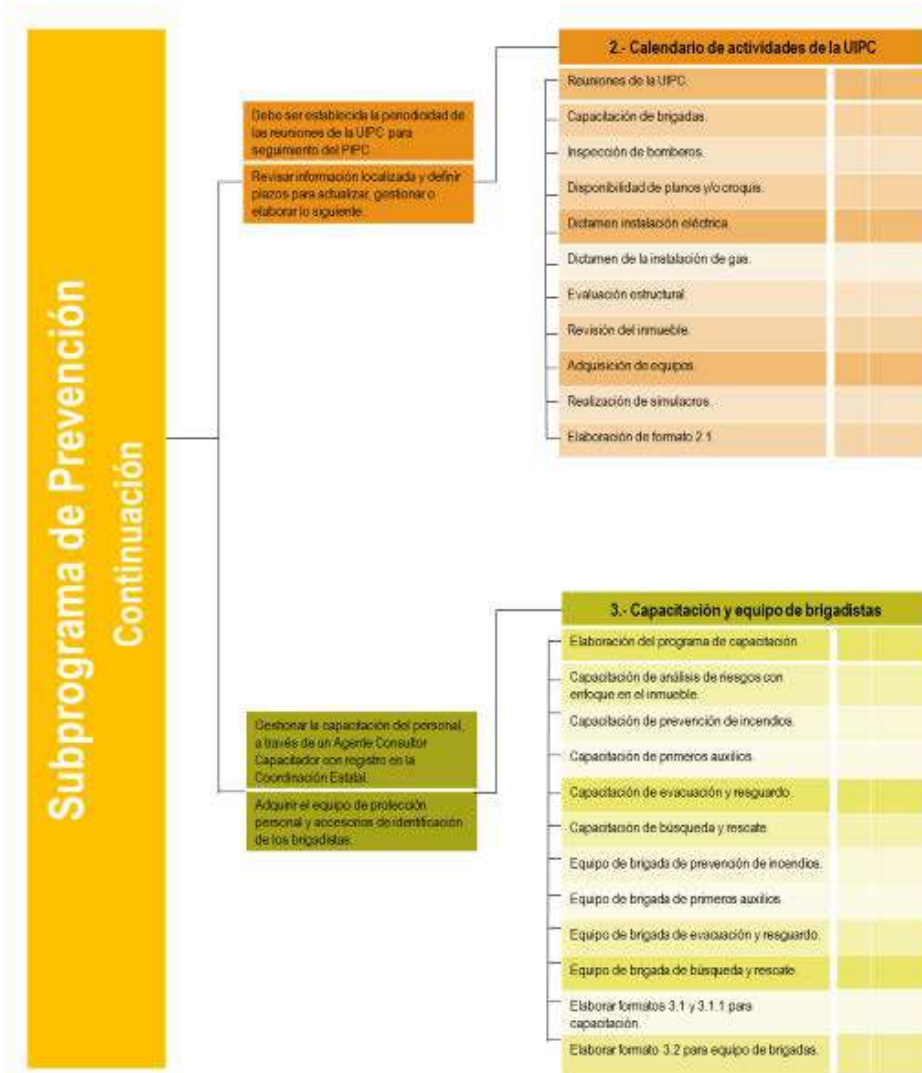 Subprograma de Prevención
Continuación
Debe ser establecida la periodicidad de
las reuniones de la UIPC para
seguimiento del PIPC
Revisar información localizada y definir
plazos para actualizar, gestionar o
elaborar lo siguiente:
2.- Calendario de actividades de la UIPC
Reuniones de la UIPC.
Capacitación de brigadas.
Inspección de bomberos.
Disponibilidad de planos y/o croquis.
Dictamen instalación eléctrica.
Dictamen de la instalación de gas.
Evaluación estructural
Revisión del inmueble.
Adquisición de equipos
Realización de simulacros.
Elaboración de formato 2.1
Gestionar la capacitación del personal,
a través de un Agente Consultor
Capacitador con registro en la
Coordinación Estatal.
Adquirir el equipo de protección
personal y accesorios de identificación
de los brigadistas.
3.- Capacitación y equipo de brigadistas
Elaboración del programa de capacitación
Capacitación de análisis de riesgos con
enfoque en el inmueble.
Capacitación de prevención de incendios.
Capacitación de primeros auxilios.
Capacitación de evacuación y resguardo.
Capacitación de búsqueda y rescate
Equipo de brigada de prevención de incendios.
Equipo de brigada de primeros auxilios.
Equipo de brigada de evacuación y resguardo.
Equipo de brigada de búsqueda y rescate
Elaborar formatos 3.1 y 3.1.1 para
capacitación.
Elaborar formato 3.2 para equipo de brigadas.